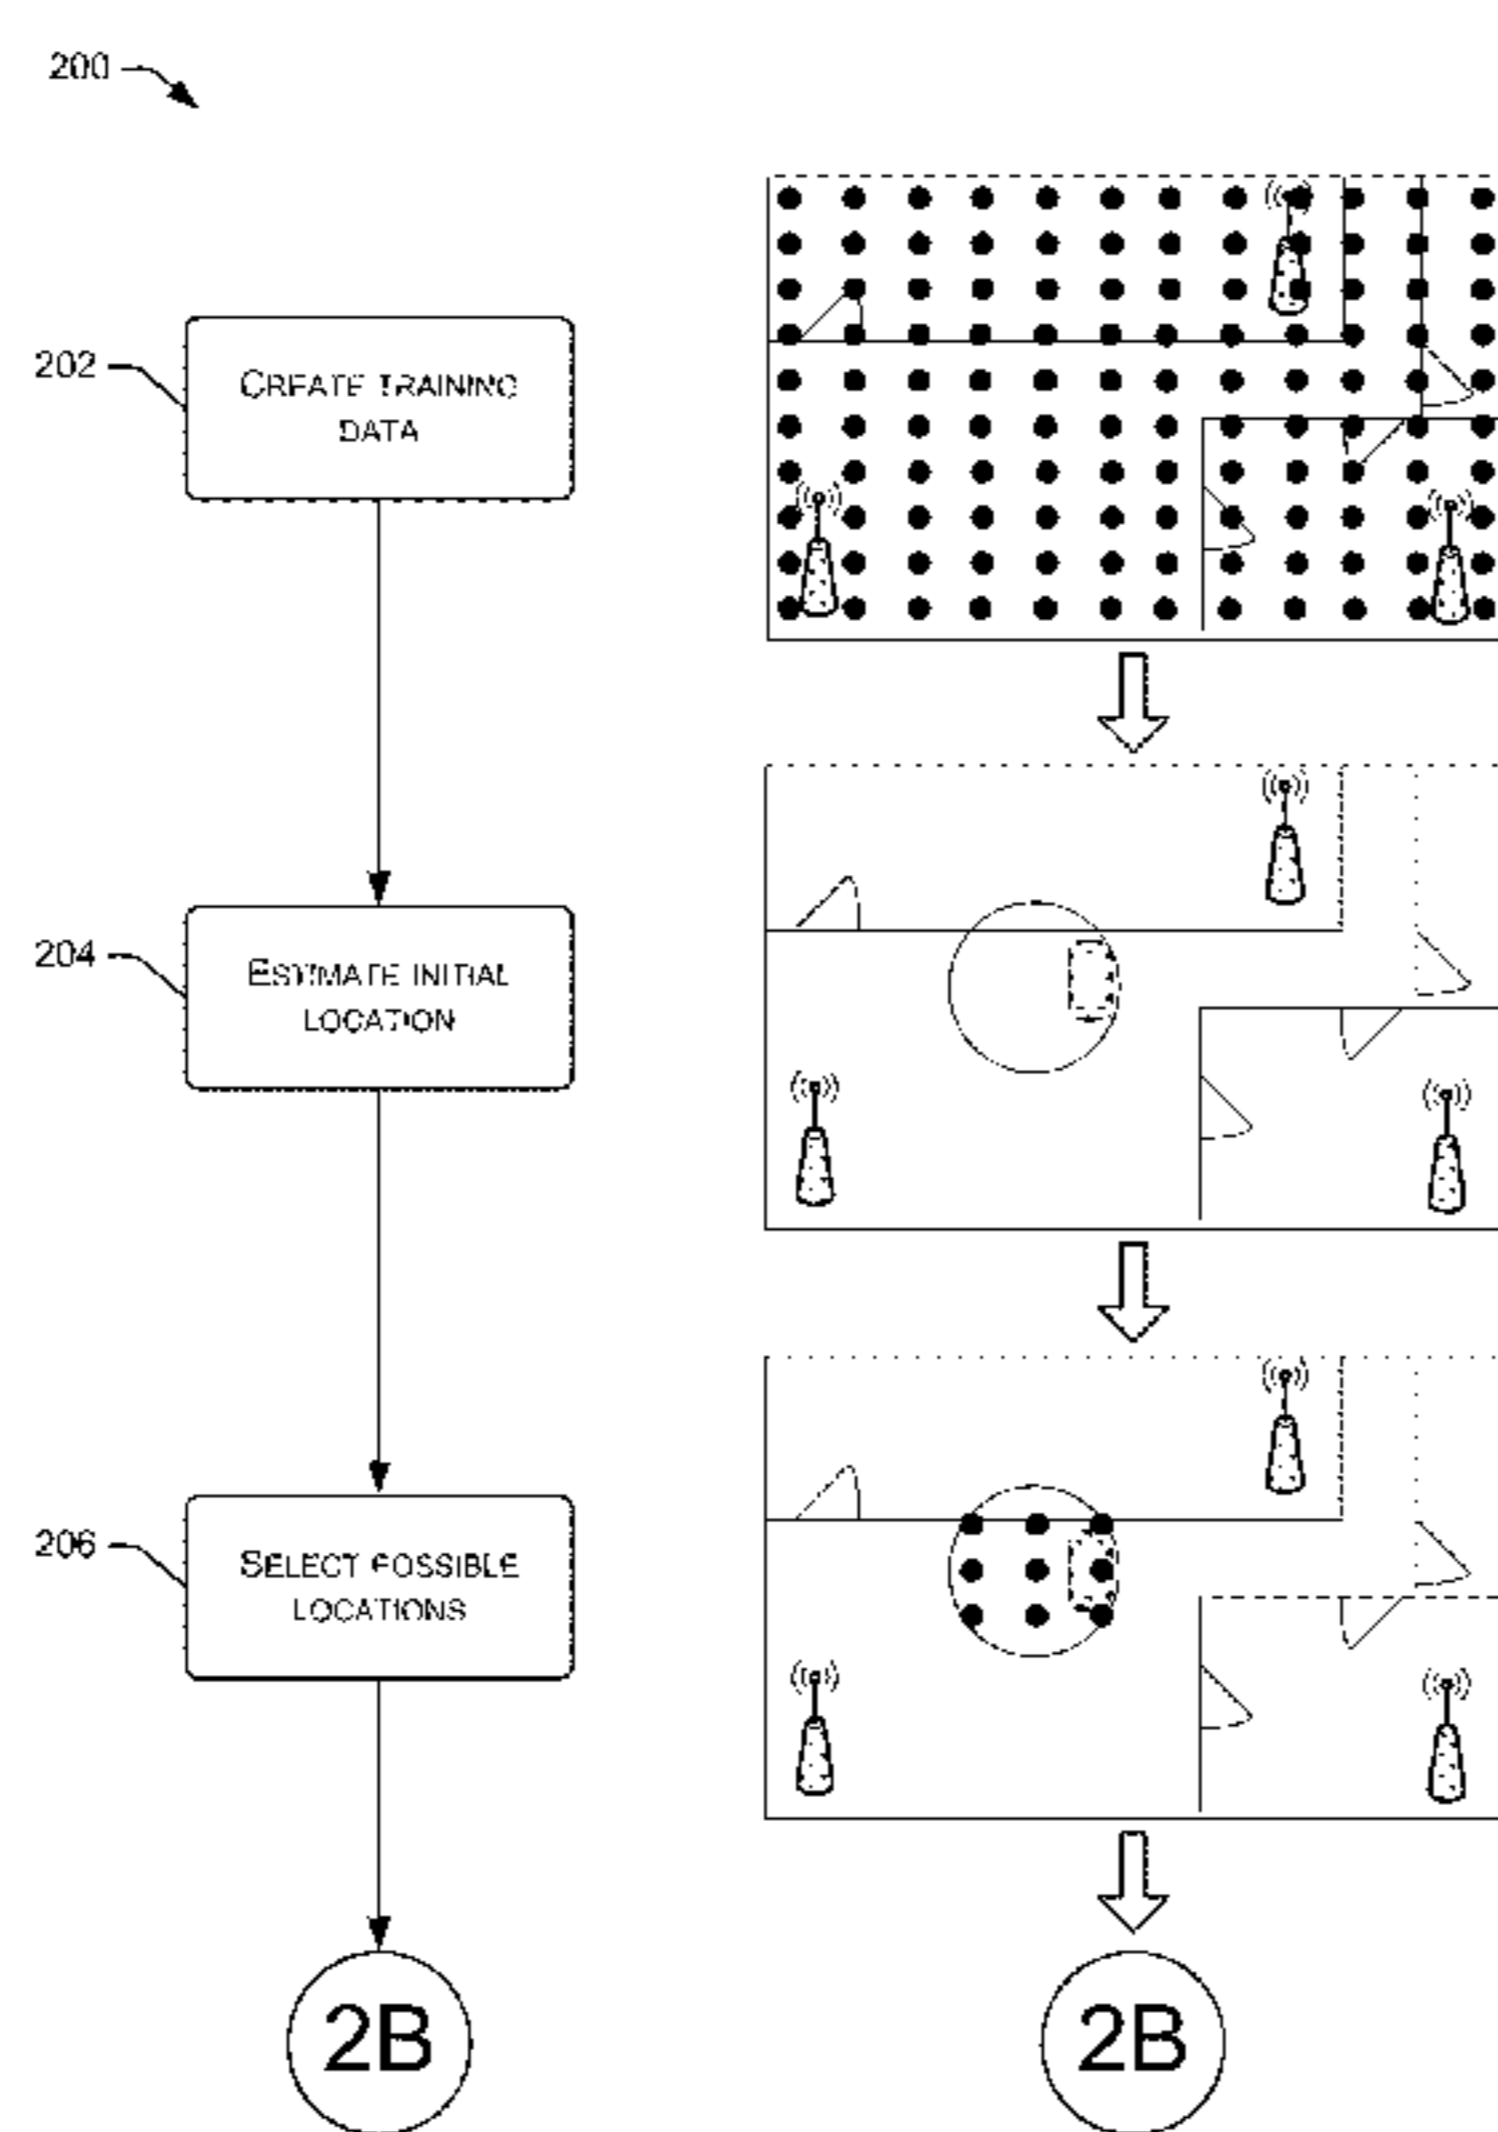 200
202
CREATE TRAINING
DATA
204
ESTIMATE INITIAL
LOCATION
206
SELECT POSSIBLE
LOCATIONS
2B
2B